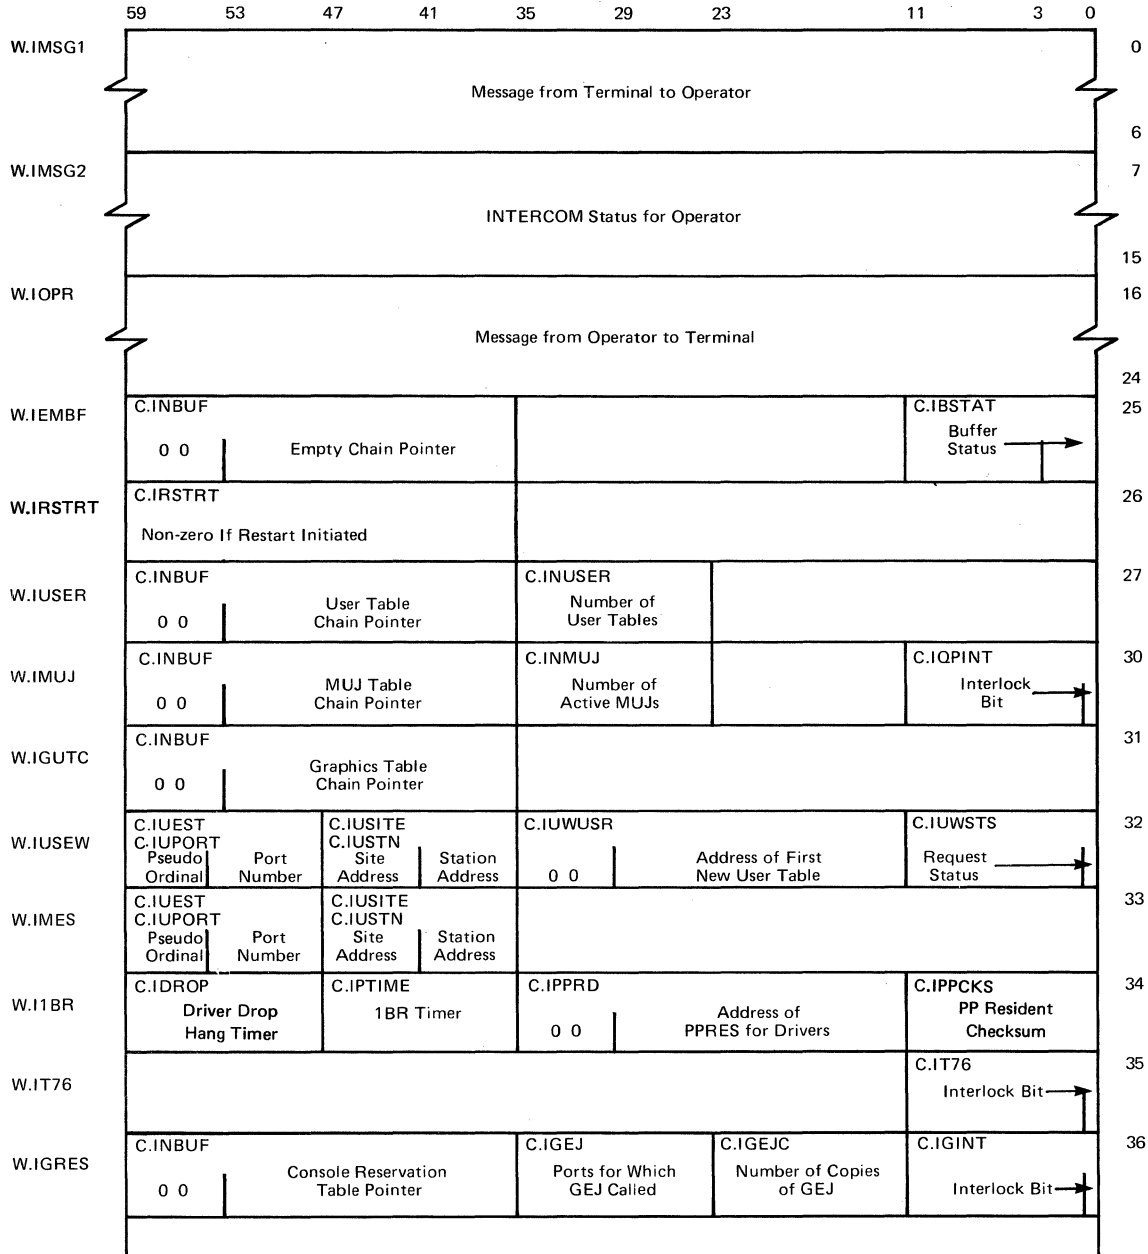 59 53 47 41 35 29 23 11 3 0
W.IMSG1 0
Message from Terminal to Operator
6
W.IMSG2 7
INTERCOM Status for Operator
15
W.IOPR 16
Message from Operator to Terminal
24
W.IEMBF C.INBUF C.IBSTAT 25
0 0 Empty Chain Pointer Buffer
Status
W.IRSTRT C.IRSTRT 26
Non-zero If Restart Initiated
W.IUSER C.INBUF C.INUSER 27
User Table Number of
0 0 Chain Pointer User Tables
W.IMUJ C.INBUF C.INMUJ C.IQPINT 30
MUJ Table Number of Interlock
0 0 Chain Pointer Active MUJs Bit
W.IGUTC C.INBUF 31
Graphics Table
0 0 Chain Pointer
W.IUSEW C.IUEST C.IUSITE C.IUWUSR C.IUWSTS 32
C.IUPORT C.IUSTN
Pseudo Port Site Station Address of First Request
Ordinal Number Address Address 0 0 New User Table Status
W.IMES C.IUEST C.IUSITE 33
C.IUPORT C.IUSTN
Pseudo Port Site Station
Ordinal Number Address Address
W.I1BR C.IDROP C.IPTIME C.IPPRD C.IPPCKS 34
Driver Drop 1BR Timer Address of PP Resident
Hang Timer 0 0 PPRES for Drivers Checksum
W.IT76 C.IT76 35
Interlock Bit
W.IGRES C.INBUF C.IGEJ C.IGEJC C.IGINT 36
Console Reservation Ports for Which Number of Copies
0 0 Table Pointer GEJ Called of GEJ Interlock Bit